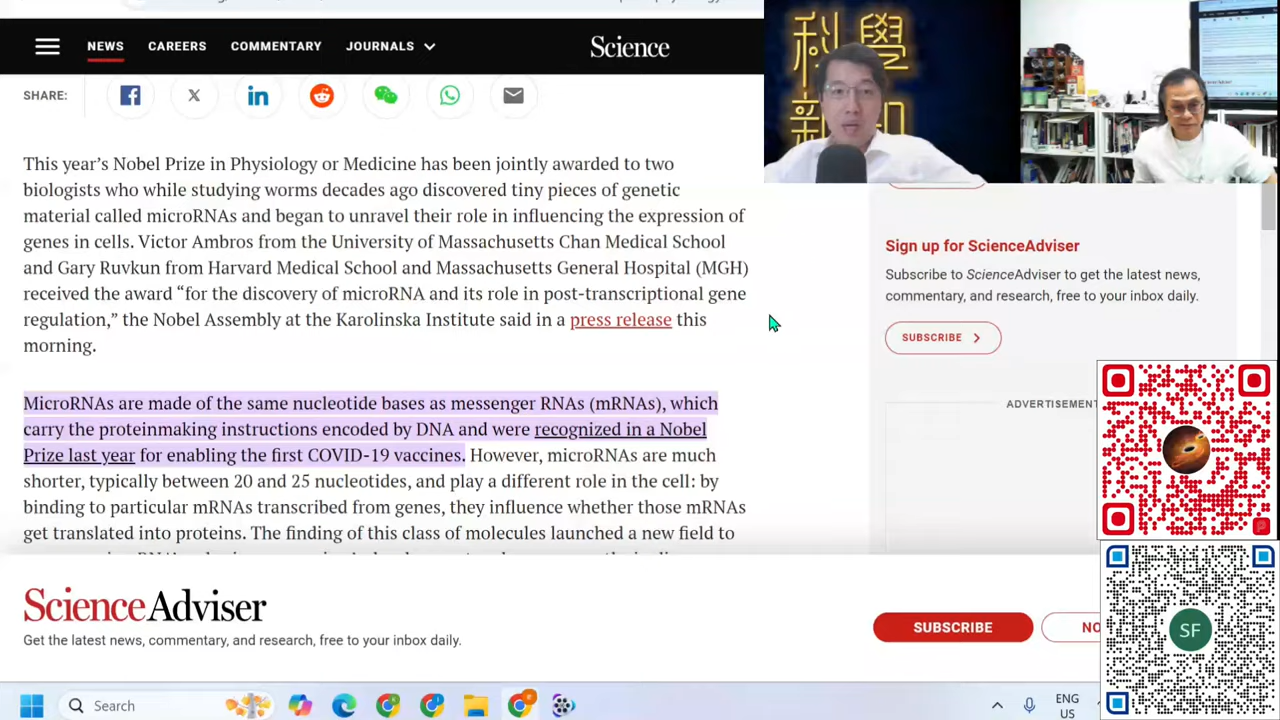 NEWS
CAREERS
COMMENTARY
JOURNALS
Science
科學
新知
SHARE:
This year’s Nobel Prize in Physiology or Medicine has been jointly awarded to two
biologists who while studying worms decades ago discovered tiny pieces of genetic
material called microRNAs and began to unravel their role in influencing the expression of
genes in cells. Victor Ambros from the University of Massachusetts Chan Medical School
and Gary Ruvkun from Harvard Medical School and Massachusetts General Hospital (MGH)
received the award “for the discovery of microRNA and its role in post-transcriptional gene
regulation,” the Nobel Assembly at the Karolinska Institute said in a press release this
morning.
MicroRNAs are made of the same nucleotide bases messenger RNAs (mRNAs), which
carry the proteinmaking instructions encoded by DNA and were recognized in a Nobel
Prize last year for enabling the first COVID-19 vaccines. However, microRNAs are much
shorter, typically between 20 and 25 nucleotides, and play a different role in the cell: by
binding to particular mRNAs transcribed from genes, they influence whether those mRNAs
get translated into proteins. The finding of this class of molecules launched a new field to
Sign up for ScienceAdviser
Subscribe to ScienceAdviser to get the latest news,
commentary, and research, free to your inbox daily.
SUBSCRIBE
ADVERTISEMENT
ScienceAdviser
Get the latest news, commentary, and research, free to your inbox daily.
SUBSCRIBE
NO
SF
Search
ENG
US